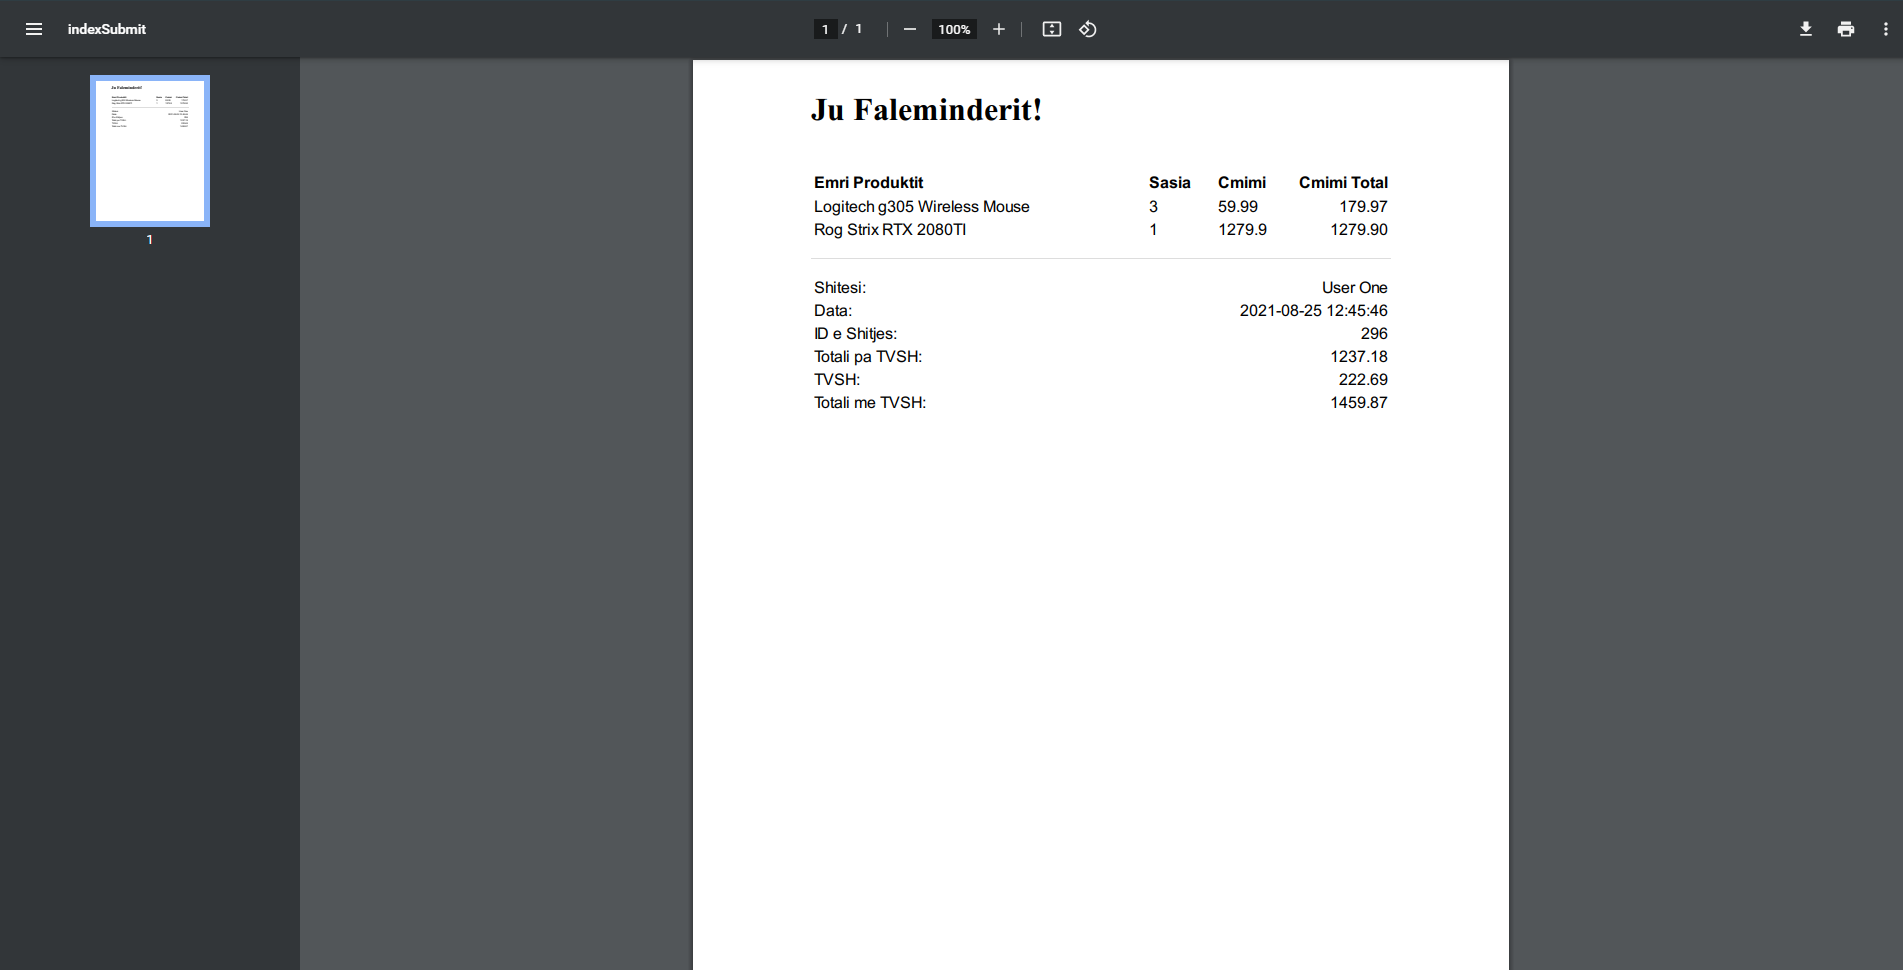 indexSubmit
1 / 1
100%
1
Ju Faleminderit!
Emri Produktit Sasia Cmimi Cmimi Total
Logitech g305 Wireless Mouse 3 59.99 179.97
Rog Strix RTX 2080TI 1 1279.9 1279.90
Shitesi: User One
Data: 2021-08-25 12:45:46
ID e Shitjes: 296
Totali pa TVSH: 1237.18
TVSH: 222.69
Totali me TVSH: 1459.87